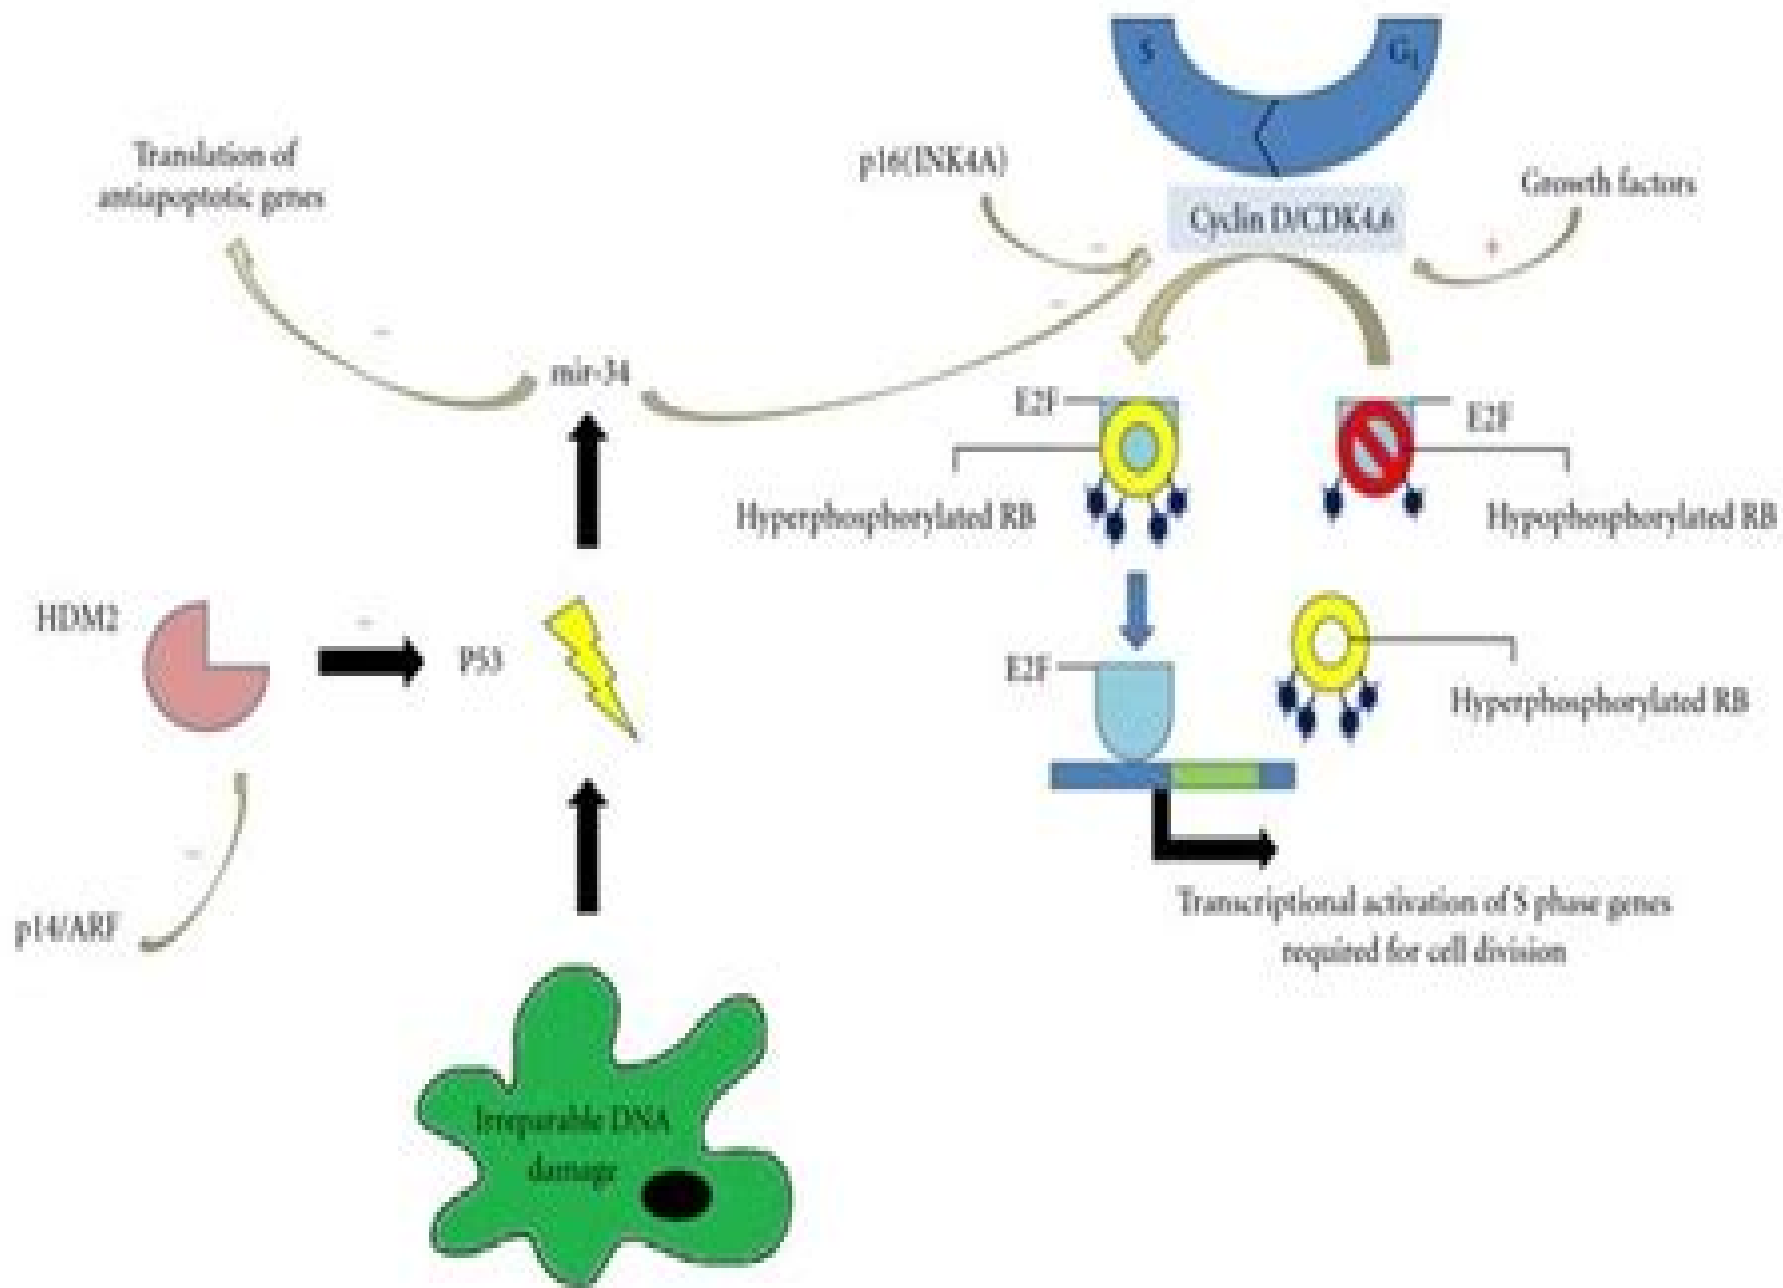 S
G1
Translation of
antiapoptotic genes
p16(INK4A)
Growth factors
Cyclin D/CDK4,6
–
+
–
–
mir-34
E2F
E2F
Hyperphosphorylated RB
Hypophosphorylated RB
HDM2
–
P53
E2F
Hyperphosphorylated RB
–
p14/ARF
Transcriptional activation of S phase genes
required for cell division
Irreparable DNA
damage